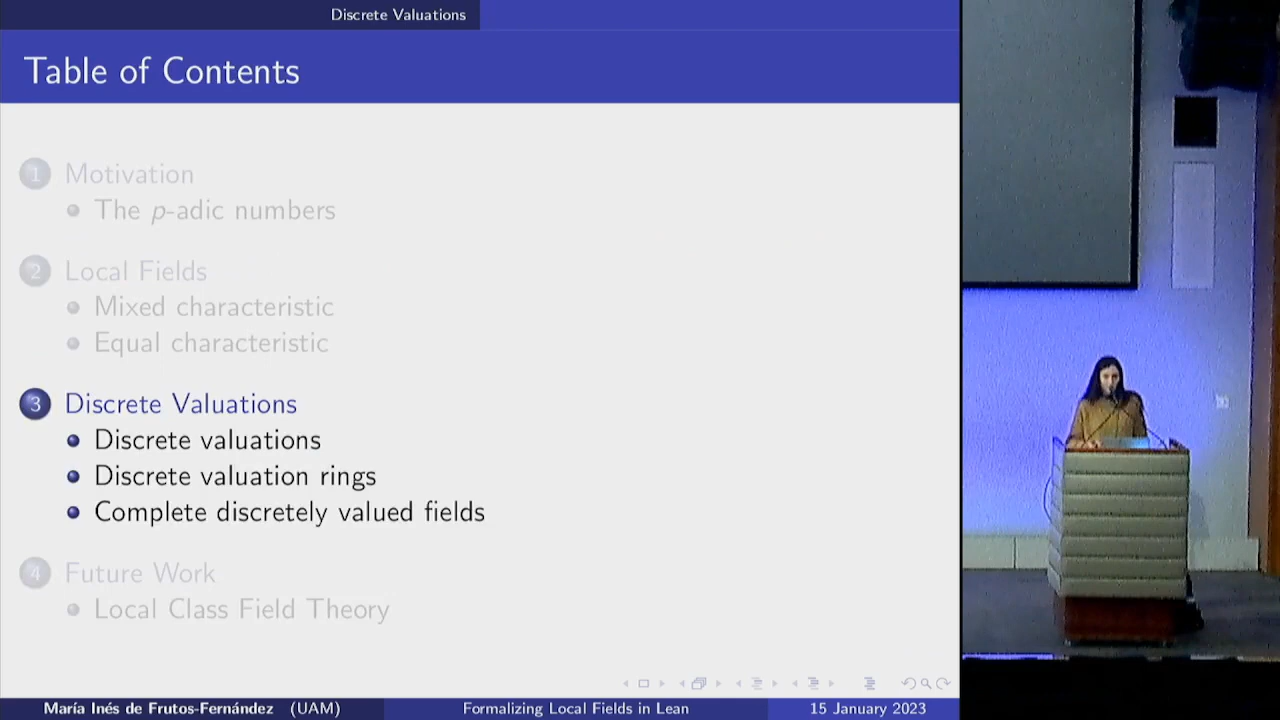 Discrete Valuations
Table of Contents
1 Motivation
The p-adic numbers
2 Local Fields
Mixed characteristic
Equal characteristic
3 Discrete Valuations
Discrete valuations
Discrete valuation rings
Complete discretely valued fields
4 Future Work
Local Class Field Theory
María Inés de Frutos-Fernández (UAM) Formalizing Local Fields in Lean 15 January 2023